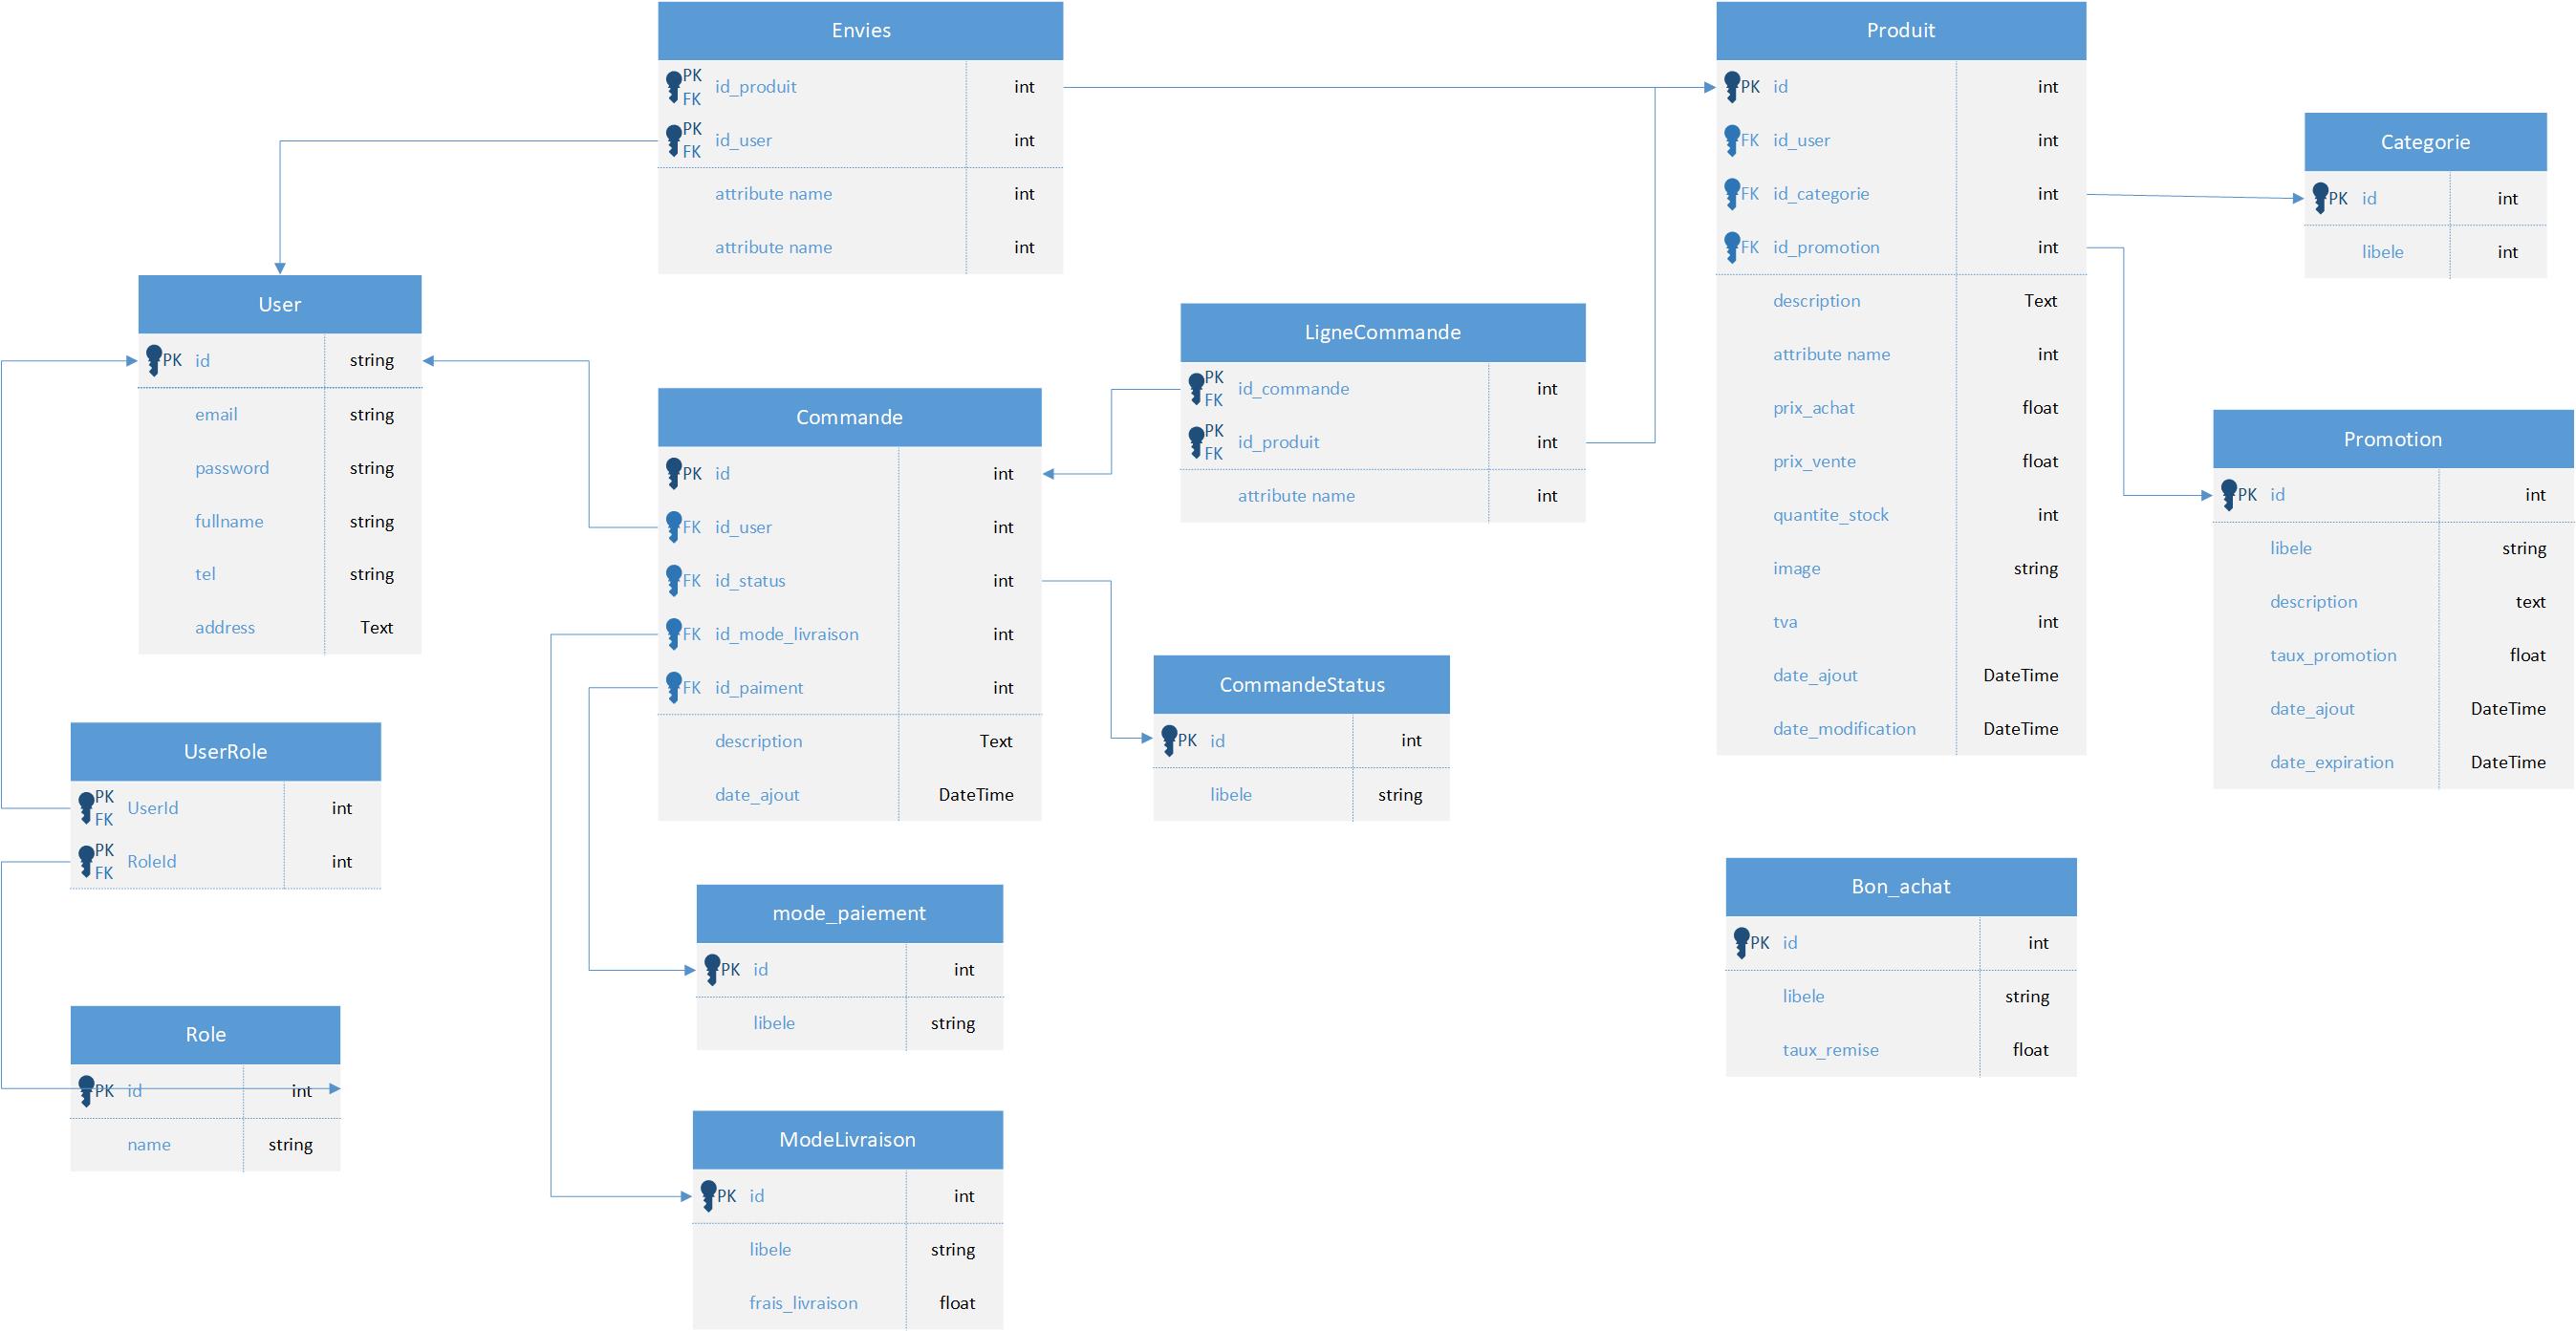 Envies
PK
FK id_produit int
PK
FK id_user int
attribute name int
attribute name int
Produit
PK id int
FK id_user int
FK id_categorie int
FK id_promotion int
description Text
attribute name int
prix_achat float
prix_vente float
quantite_stock int
image string
tva int
date_ajout DateTime
date_modification DateTime
Categorie
PK id int
libele int
User
PK id string
email string
password string
fullname string
tel string
address Text
LigneCommande
PK
FK id_commande int
PK
FK id_produit int
attribute name int
Commande
PK id int
FK id_user int
FK id_status int
FK id_mode_livraison int
FK id_paiment int
description Text
date_ajout DateTime
Promotion
PK id int
libele string
description text
taux_promotion float
date_ajout DateTime
date_expiration DateTime
CommandeStatus
PK id int
libele string
UserRole
PK
FK UserId int
PK
FK RoleId int
mode_paiement
PK id int
libele string
Bon_achat
PK id int
libele string
taux_remise float
Role
PK id int
name string
ModeLivraison
PK id int
libele string
frais_livraison float